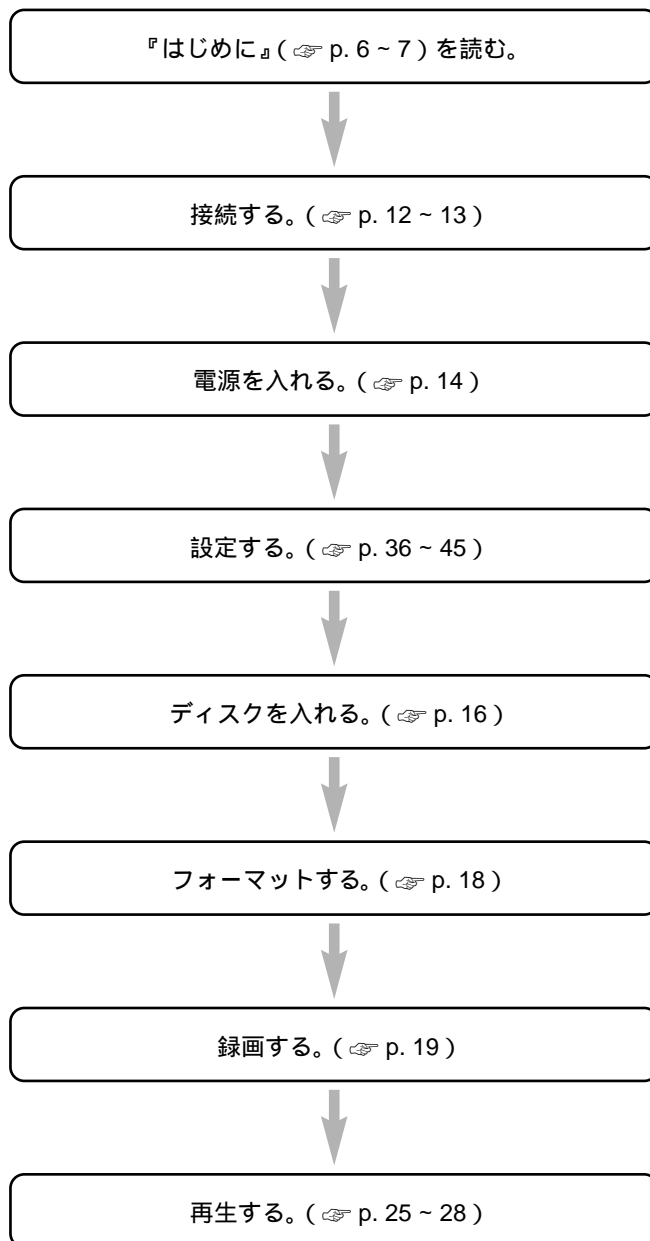 『はじめに』(☞ p. 6 ~ 7)を読む。
接続する。(☞ p. 12 ~ 13)
電源を入れる。(☞ p. 14)
設定する。(☞ p. 36 ~ 45)
ディスクを入れる。(☞ p. 16)
フォーマットする。(☞ p. 18)
録画する。(☞ p. 19)
再生する。(☞ p. 25 ~ 28)